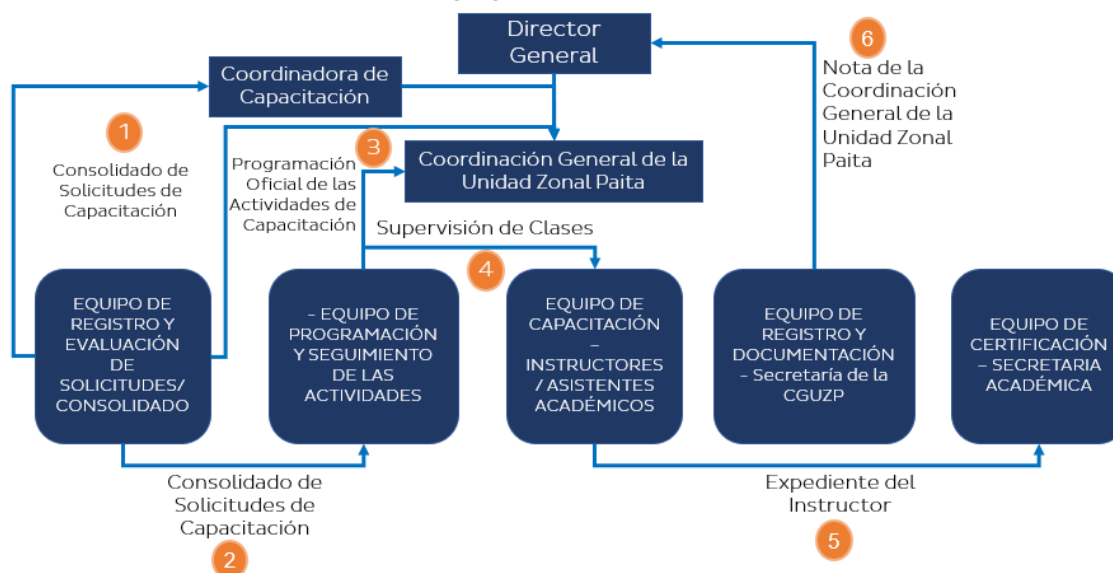 Director
General
6
Nota de la
Coordinación
General de la
Unidad Zonal
Paita
Coordinadora de
Capacitación
1
Consolidado de
Solicitudes de
Capacitación
3
Programación
Oficial de las
Actividades de
Capacitación
Coordinación General de la
Unidad Zonal Paita
Supervisión de Clases
4
EQUIPO DE
REGISTRO Y
EVALUACIÓN
DE
SOLICITUDES/
CONSOLIDADO
- EQUIPO DE
PROGRAMACIÓN
Y SEGUIMIENTO
DE LAS
ACTIVIDADES
EQUIPO DE
CAPACITACIÓN
–
INSTRUCTORES
/ ASISTENTES
ACADÉMICOS
EQUIPO DE
REGISTRO Y
DOCUMENTACIÓN
– Secretaría de la
CGUZP
EQUIPO DE
CERTIFICACIÓN
– SECRETARIA
ACADÉMICA
Consolidado de
Solicitudes de
Capacitación
2
Expediente del
Instructor
5